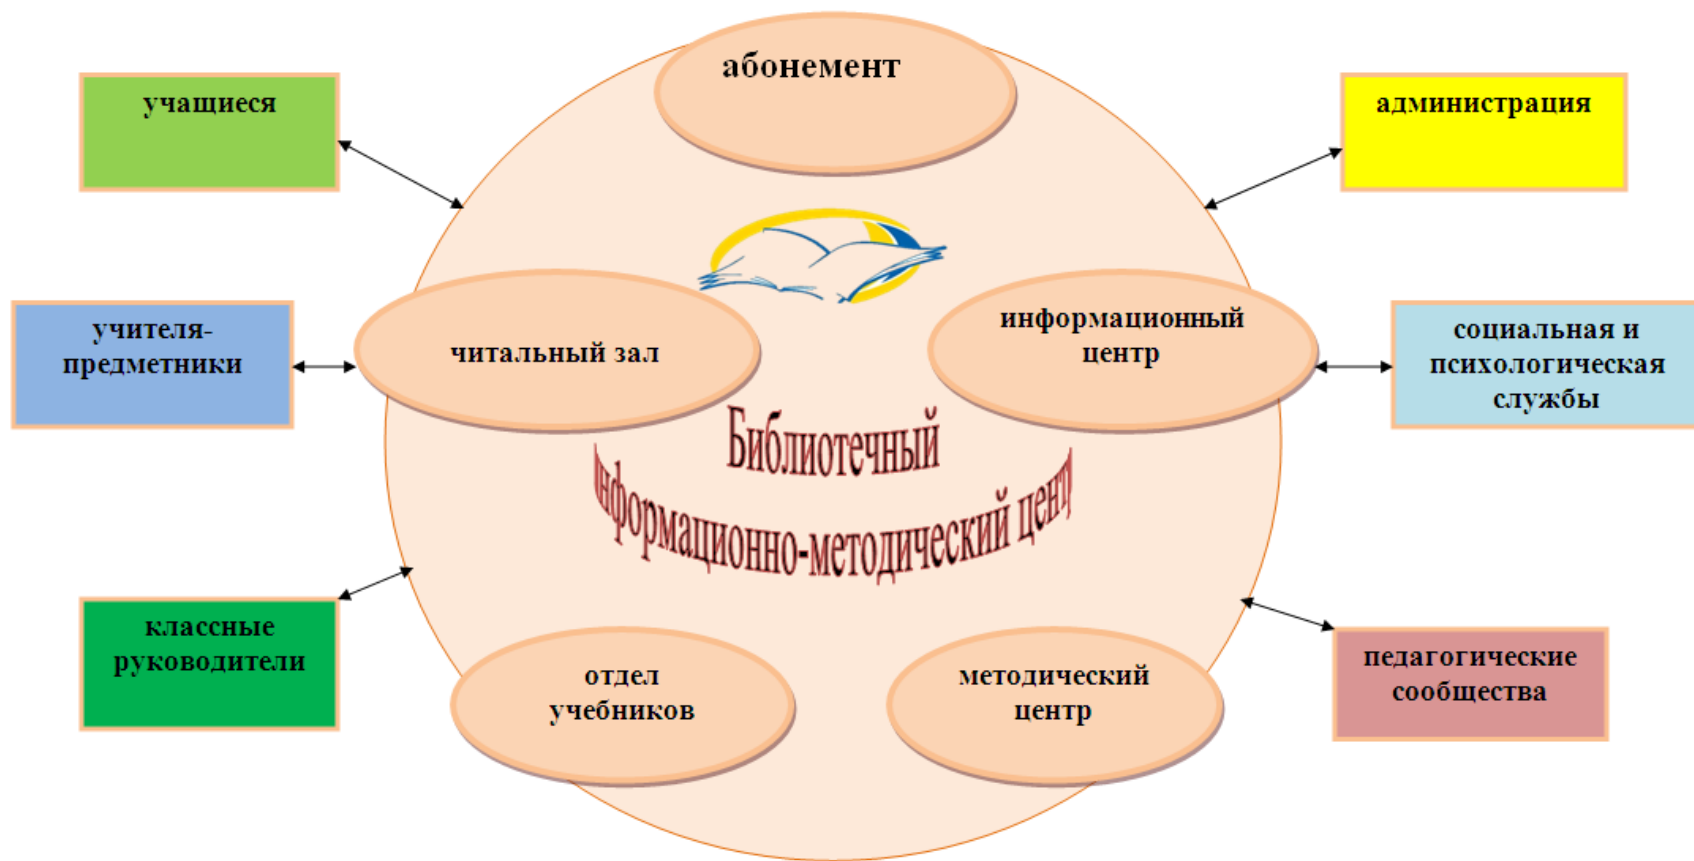 абонемент
учащиеся
администрация
учителя-
предметники
читальный зал
информационный
центр
социальная и
психологическая
службы
Библиотечный
информационно-методический центр
классные
руководители
отдел
учебников
методический
центр
педагогические
сообщества